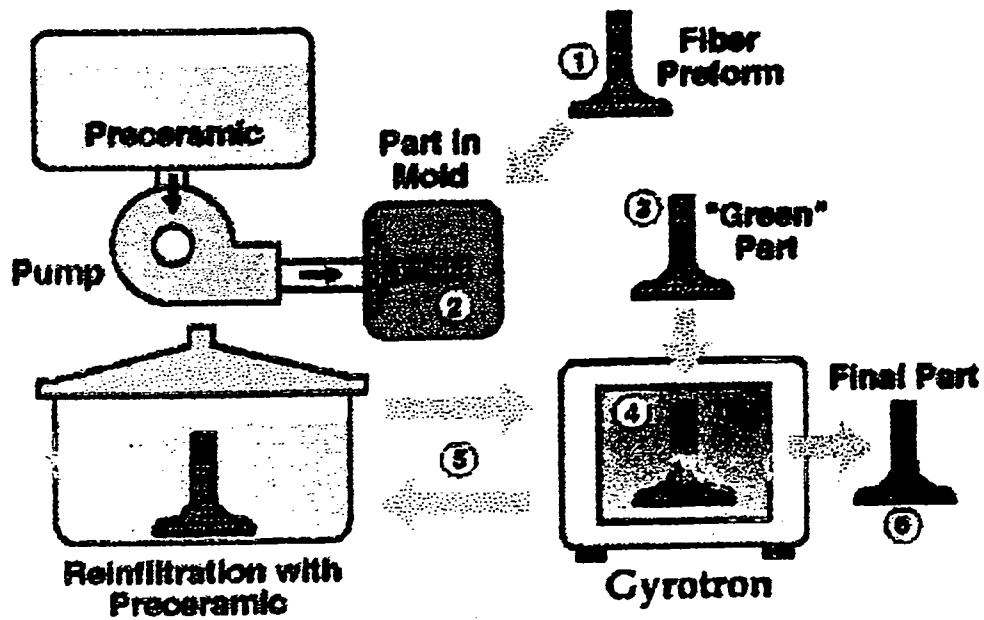 1
Fiber
Preform
Preceramic
Part in
Mold
Pump
2
3
"Green"
Part
4
Final Part
5
6
Reinfiltration with
Preceramic
Gyrotron